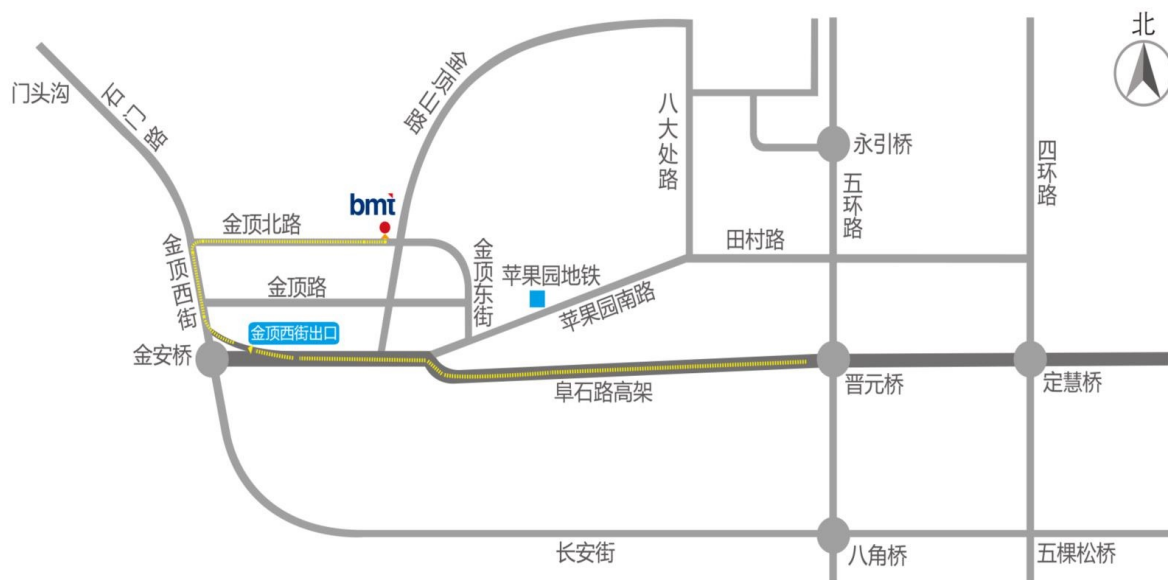 北
门头沟
石门路
金顶山路
八大处路
永引桥
四环路
五环路
bmt
金顶北路
金顶西街
金顶东街
田村路
苹果园地铁
金顶路
苹果园南路
金顶西街出口
金安桥
阜石路高架
晋元桥
定慧桥
长安街
八角桥
五棵松桥